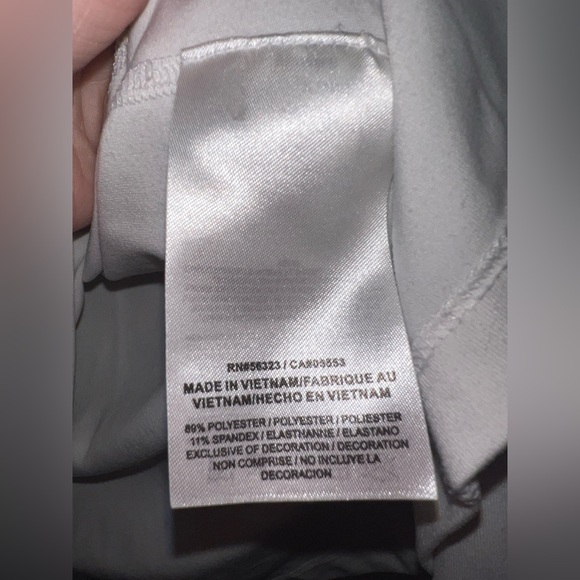 RN#56323 / CA#05553
MADE IN VIETNAM/FABRIQUE AU
VIETNAM/HECHO EN VIETNAM
89% POLYESTER / POLYESTER / POLIESTER
11% SPANDEX / ELASTHANNE / ELASTANO
EXCLUSIVE OF DECORATION / DECORATION
NON COMPRISE / NO INCLUYE LA
DECORACION